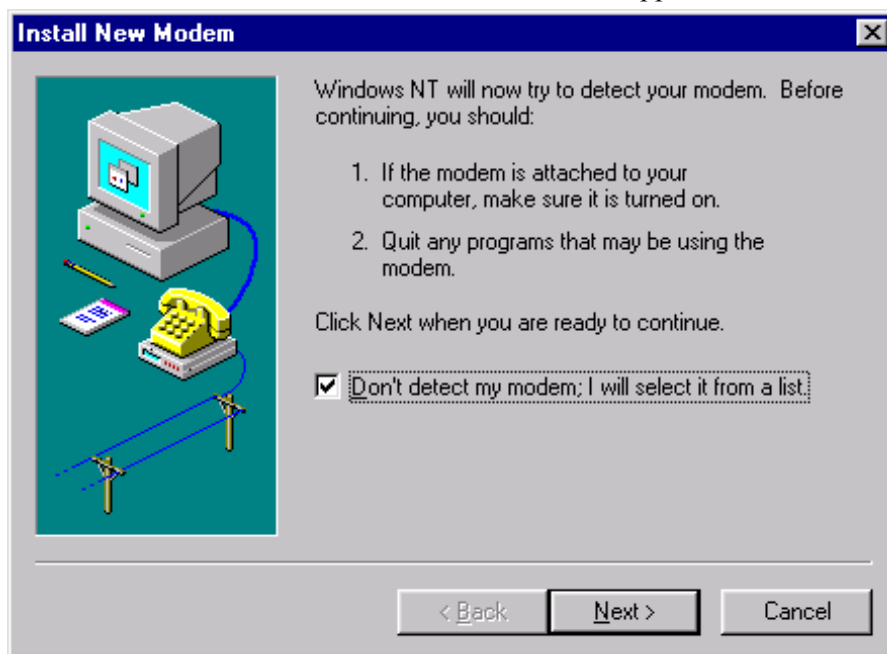 Install New Modem
Windows NT will now try to detect your modem. Before
continuing, you should:
1. If the modem is attached to your
computer, make sure it is turned on.
2. Quit any programs that may be using the
modem.
Click Next when you are ready to continue.
Don't detect my modem; I will select it from a list.
< Back
Next >
Cancel